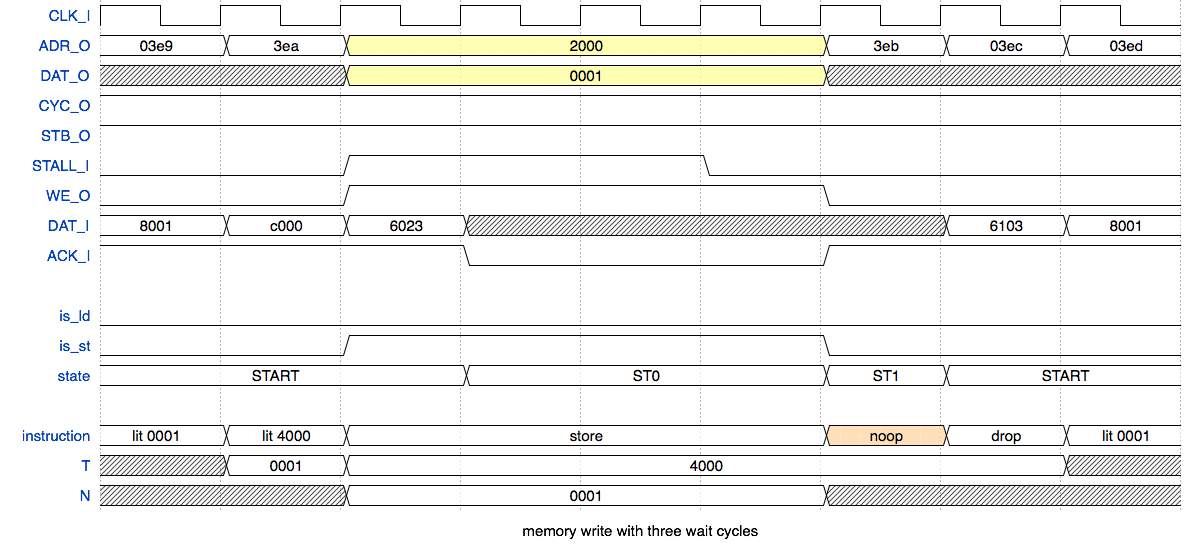 CLK_I
ADR_O 03e9 3ea 2000 3eb 03ec 03ed
DAT_O 0001
CYC_O
STB_O
STALL_I
WE_O
DAT_I 8001 c000 6023 6103 8001
ACK_I
is_ld
is_st
state START ST0 ST1 START
instruction lit 0001 lit 4000 store noop drop lit 0001
T 0001 4000
N 0001
memory write with three wait cycles